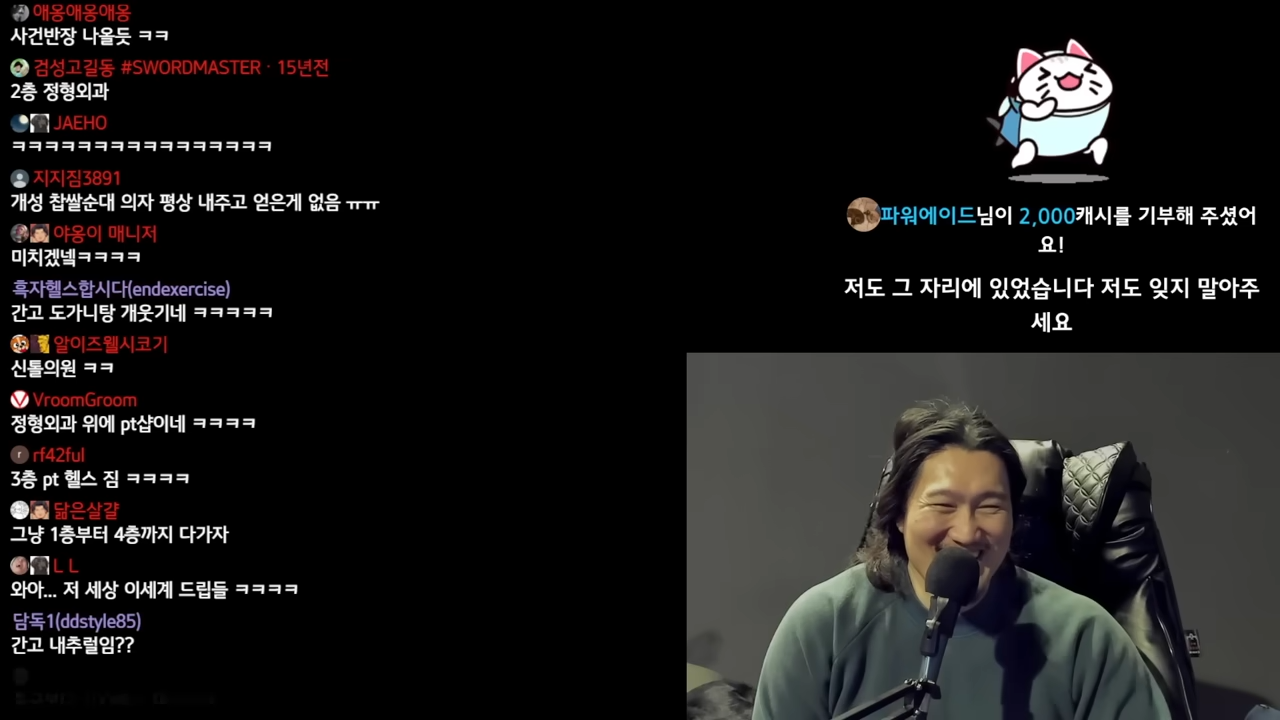 애옹애옹애옹
사건반장 나올듯 ㅋㅋ
검성고길동 #SWORDMASTER · 15년전
2층 정형외과
JAEHO
ㅋㅋㅋㅋㅋㅋㅋㅋㅋㅋㅋㅋㅋㅋㅋㅋ
지지짐3891
개성 찹쌀순대 의자 평상 내주고 얻은게 없음 ㅠㅠ
야옹이 매니저
미치겠넼ㅋㅋㅋㅋ
흑자헬스합시다(endexercise)
간고 도가니탕 개웃기네 ㅋㅋㅋㅋㅋ
알이즈웰시코기
신톨의원 ㅋㅋ
VroomGroom
정형외과 위에 pt샵이네 ㅋㅋㅋㅋ
r rf42ful
3층 pt 헬스 짐 ㅋㅋㅋㅋ
닮은살걀
그냥 1층부터 4층까지 다가자
L L
와아... 저 세상 이세계 드립들 ㅋㅋㅋㅋ
담독1(ddstyle85)
간고 내추럴임??
파워에이드님이 2,000캐시를 기부해 주셨어
요!
저도 그 자리에 있었습니다 저도 잊지 말아주
세요